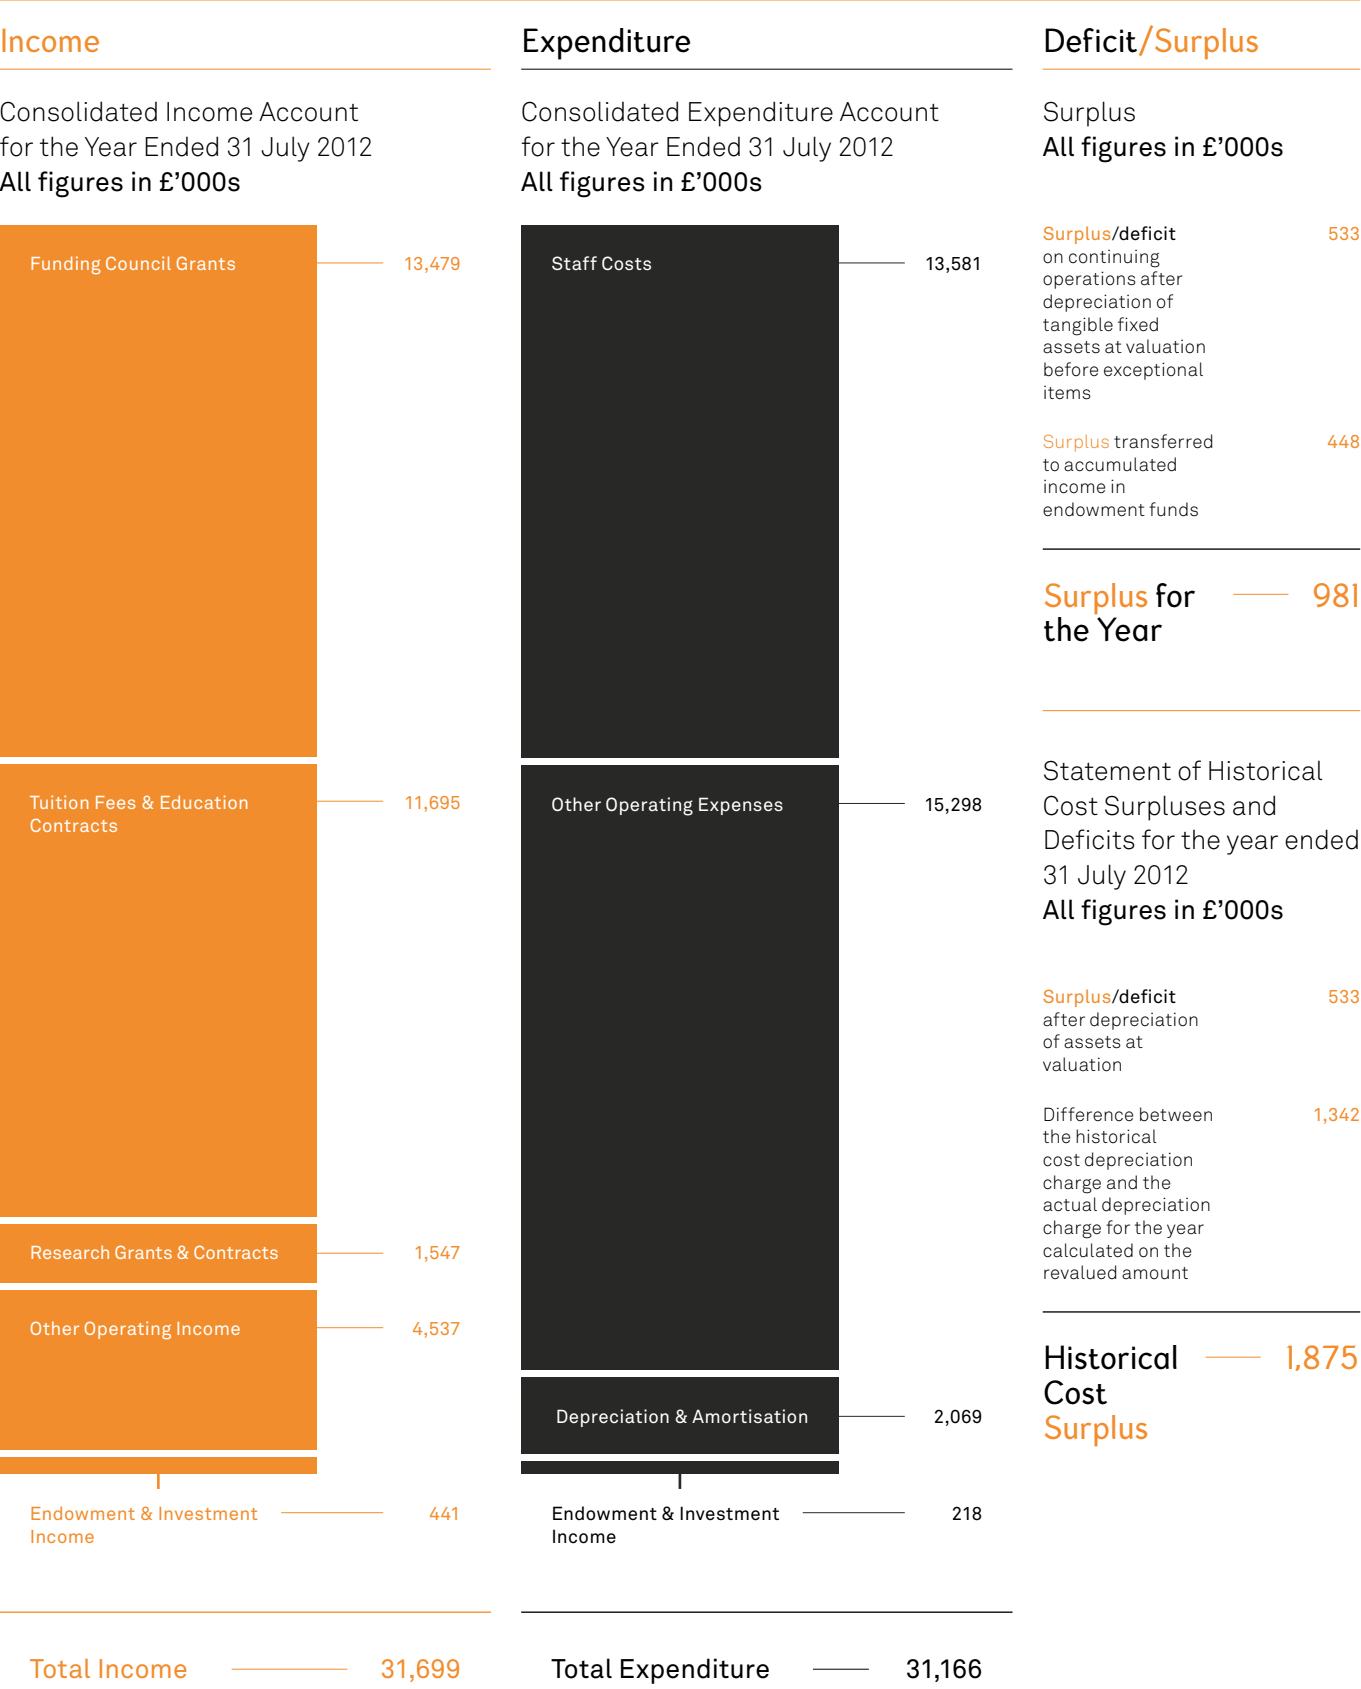 Income
Consolidated Income Account
for the Year Ended 31 July 2012
All figures in £’000s
Funding Council Grants 13,479
Tuition Fees & Education 11,695
Contracts
Research Grants & Contracts 1,547
Other Operating Income 4,537
Endowment & Investment 441
Income
Total Income 31,699
Expenditure
Consolidated Expenditure Account
for the Year Ended 31 July 2012
All figures in £’000s
Staff Costs 13,581
Other Operating Expenses 15,298
Depreciation & Amortisation 2,069
Endowment & Investment 218
Income
Total Expenditure 31,166
Deficit/Surplus
Surplus
All figures in £’000s
Surplus/deficit 533
on continuing
operations after
depreciation of
tangible fixed
assets at valuation
before exceptional
items
Surplus transferred 448
to accumulated
income in
endowment funds
Surplus for 981
the Year
Statement of Historical
Cost Surpluses and
Deficits for the year ended
31 July 2012
All figures in £’000s
Surplus/deficit 533
after depreciation
of assets at
valuation
Difference between 1,342
the historical
cost depreciation
charge and the
actual depreciation
charge for the year
calculated on the
revalued amount
Historical 1,875
Cost
Surplus